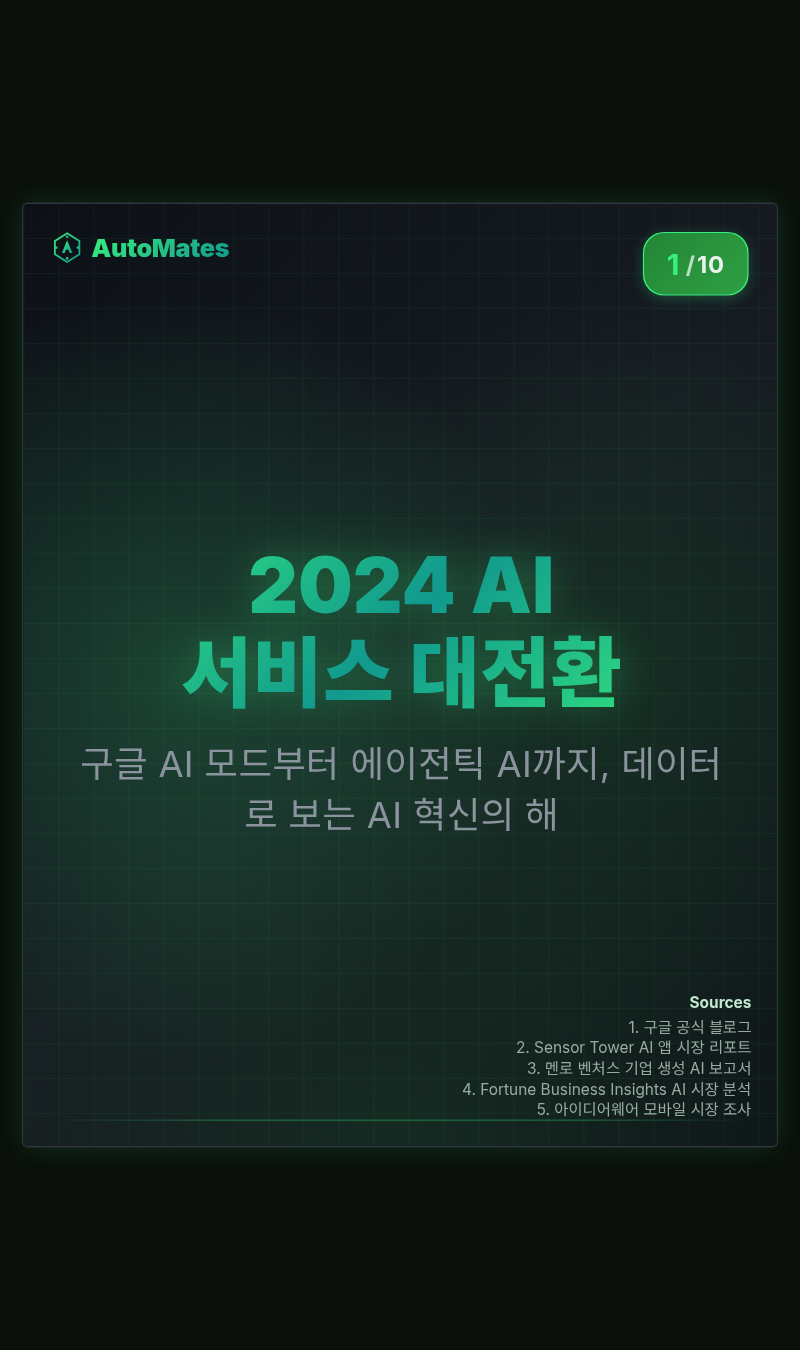 AutoMates
1/10
2024 AI
서비스 대전환
구글 AI 모드부터 에이전틱 AI까지, 데이터
로 보는 AI 혁신의 해
Sources
1. 구글 공식 블로그
2. Sensor Tower AI 앱 시장 리포트
3. 멘로 벤처스 기업 생성 AI 보고서
4. Fortune Business Insights AI 시장 분석
5. 아이디어웨어 모바일 시장 조사